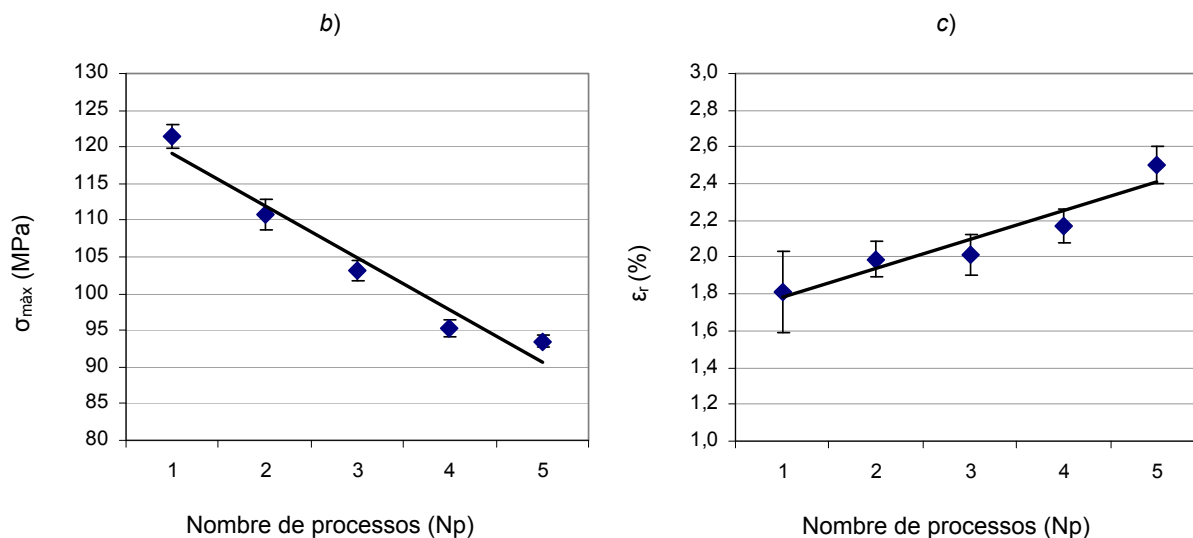 b)
130
125
120
115
110
105
100
95
90
85
80
σmàx (MPa)
1 2 3 4 5
Nombre de processos (Np)
c)
3,0
2,8
2,6
2,4
2,2
2,0
1,8
1,6
1,4
1,2
1,0
εr (%)
1 2 3 4 5
Nombre de processos (Np)